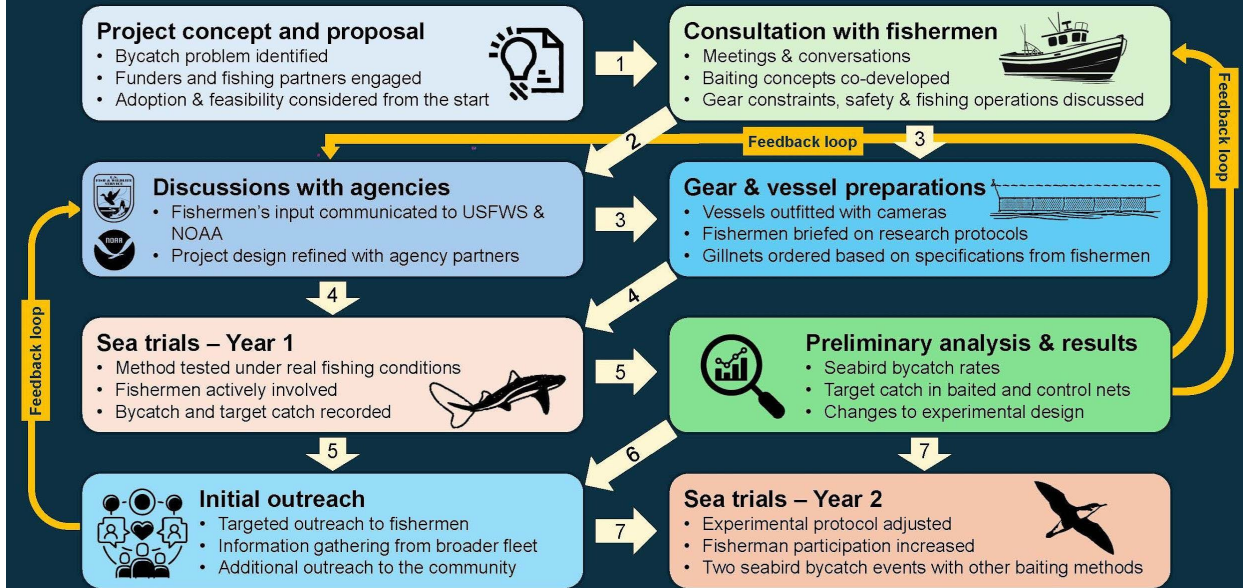 Project concept and proposal
• Bycatch problem identified
• Funders and fishing partners engaged
• Adoption & feasibility considered from the start
1
Consultation with fishermen
• Meetings & conversations
• Baiting concepts co-developed
• Gear constraints, safety & fishing operations discussed
2
Feedback loop
3
Feedback loop
Discussions with agencies
• Fishermen's input communicated to USFWS &
NOAA
• Project design refined with agency partners
U.S.
FISH & WILDLIFE
SERVICE
NOAA
3
Gear & vessel preparations
• Vessels outfitted with cameras
• Fishermen briefed on research protocols
• Gillnets ordered based on specifications from fishermen
4
4
Feedback loop
Sea trials – Year 1
• Method tested under real fishing conditions
• Fishermen actively involved
• Bycatch and target catch recorded
5
Preliminary analysis & results
• Seabird bycatch rates
• Target catch in baited and control nets
• Changes to experimental design
5
6
7
Initial outreach
• Targeted outreach to fishermen
• Information gathering from broader fleet
• Additional outreach to the community
7
Sea trials – Year 2
• Experimental protocol adjusted
• Fisherman participation increased
• Two seabird bycatch events with other baiting methods